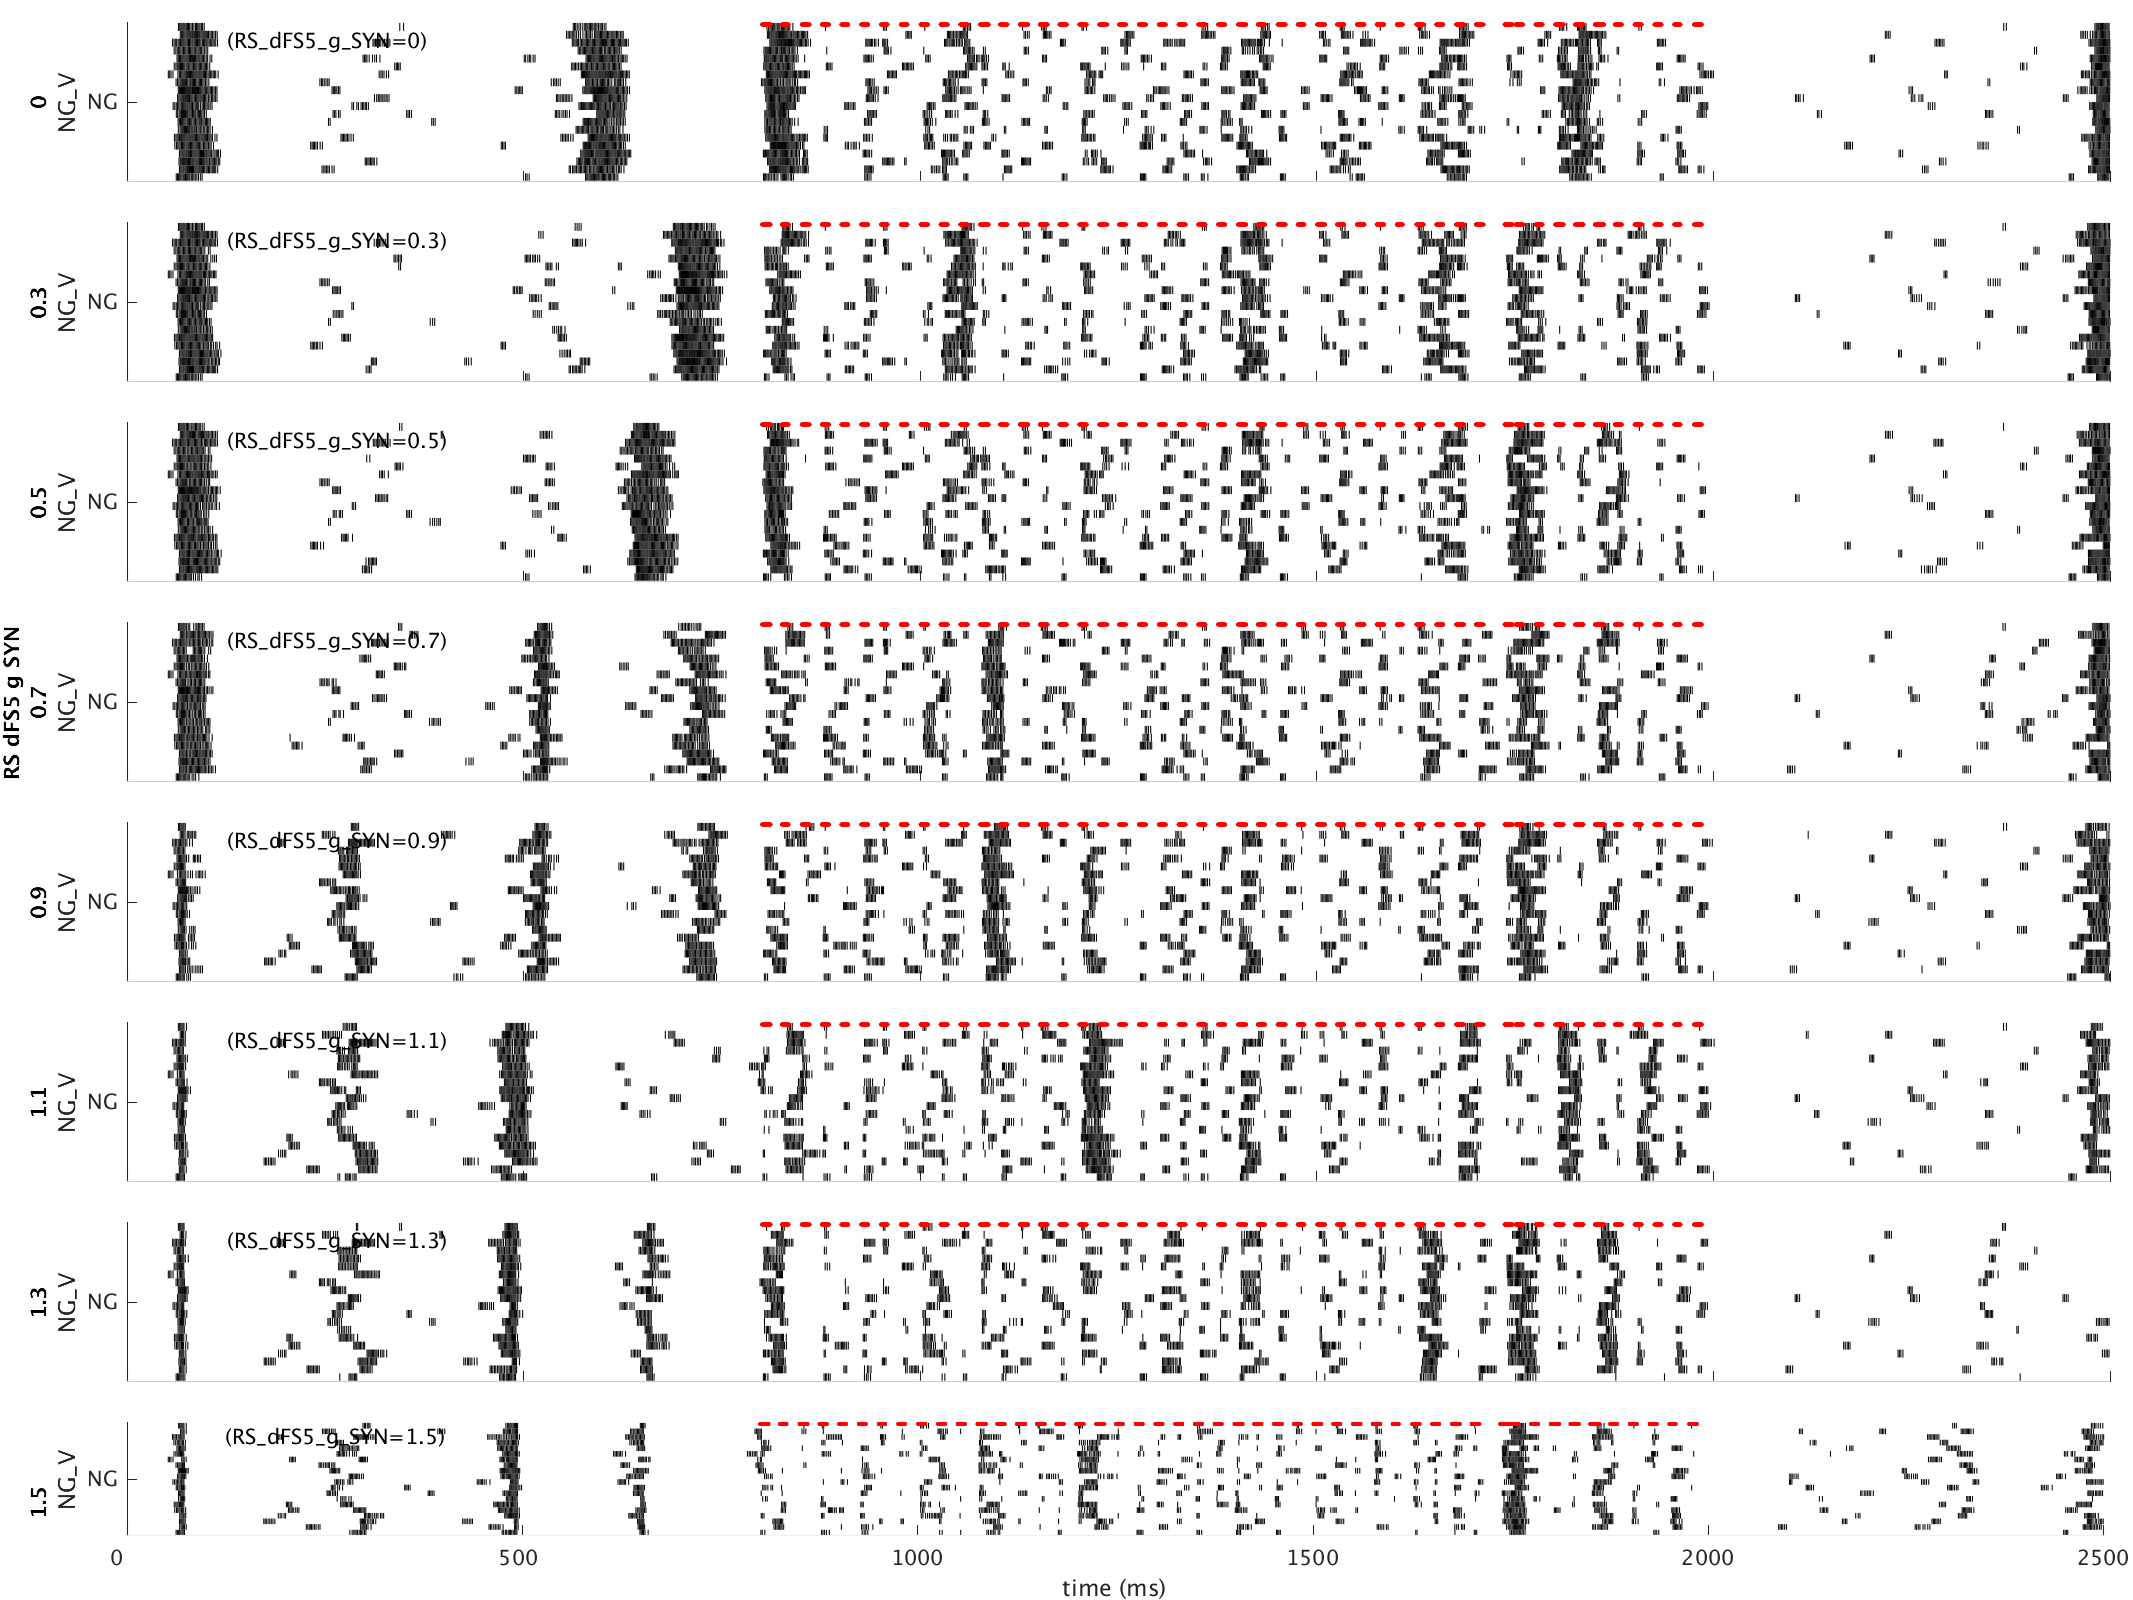 RS dFS5 g SYN
0
NG_V
NG
(RS_dFS5_g_SYN=0)
0.3
NG_V
NG
(RS_dFS5_g_SYN=0.3)
0.5
NG_V
NG
(RS_dFS5_g_SYN=0.5)
0.7
NG_V
NG
(RS_dFS5_g_SYN=0.7)
0.9
NG_V
NG
(RS_dFS5_g_SYN=0.9)
1.1
NG_V
NG
(RS_dFS5_g_SYN=1.1)
1.3
NG_V
NG
(RS_dFS5_g_SYN=1.3)
1.5
NG_V
NG
(RS_dFS5_g_SYN=1.5)
0 500 1000 1500 2000 2500
time (ms)